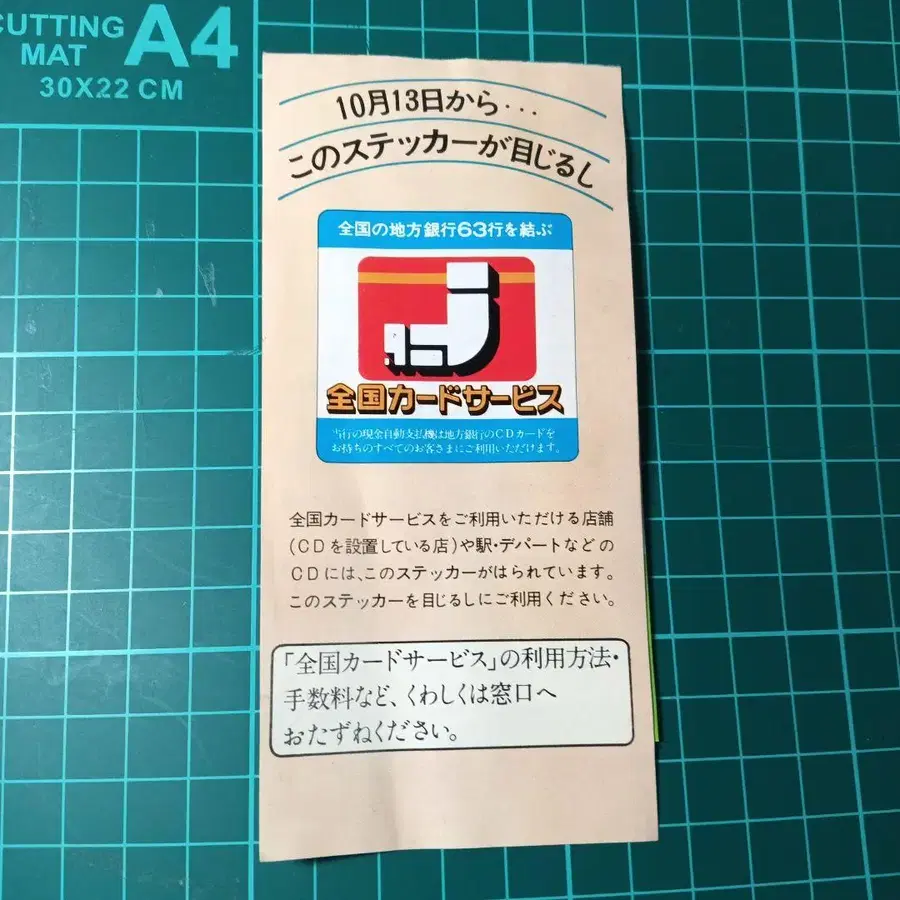 CUTTING
MAT A4
30X22 CM
10月13日から・・・
このステッカーが目じるし
全国の地方銀行63行を結ぶ
全国カードサービス
当行の現金自動支払機は地方銀行のCDカードを
お持ちのすべてのお客さまにご利用いただけます。
全国カードサービスをご利用いただける店舗
(CDを設置している店)や駅・デパートなどの
CDには、このステッカーがはられています。
このステッカーを目じるしにご利用ください。
「全国カードサービス」の利用方法・
手数料など、くわしくは窓口へ
おたずねください。